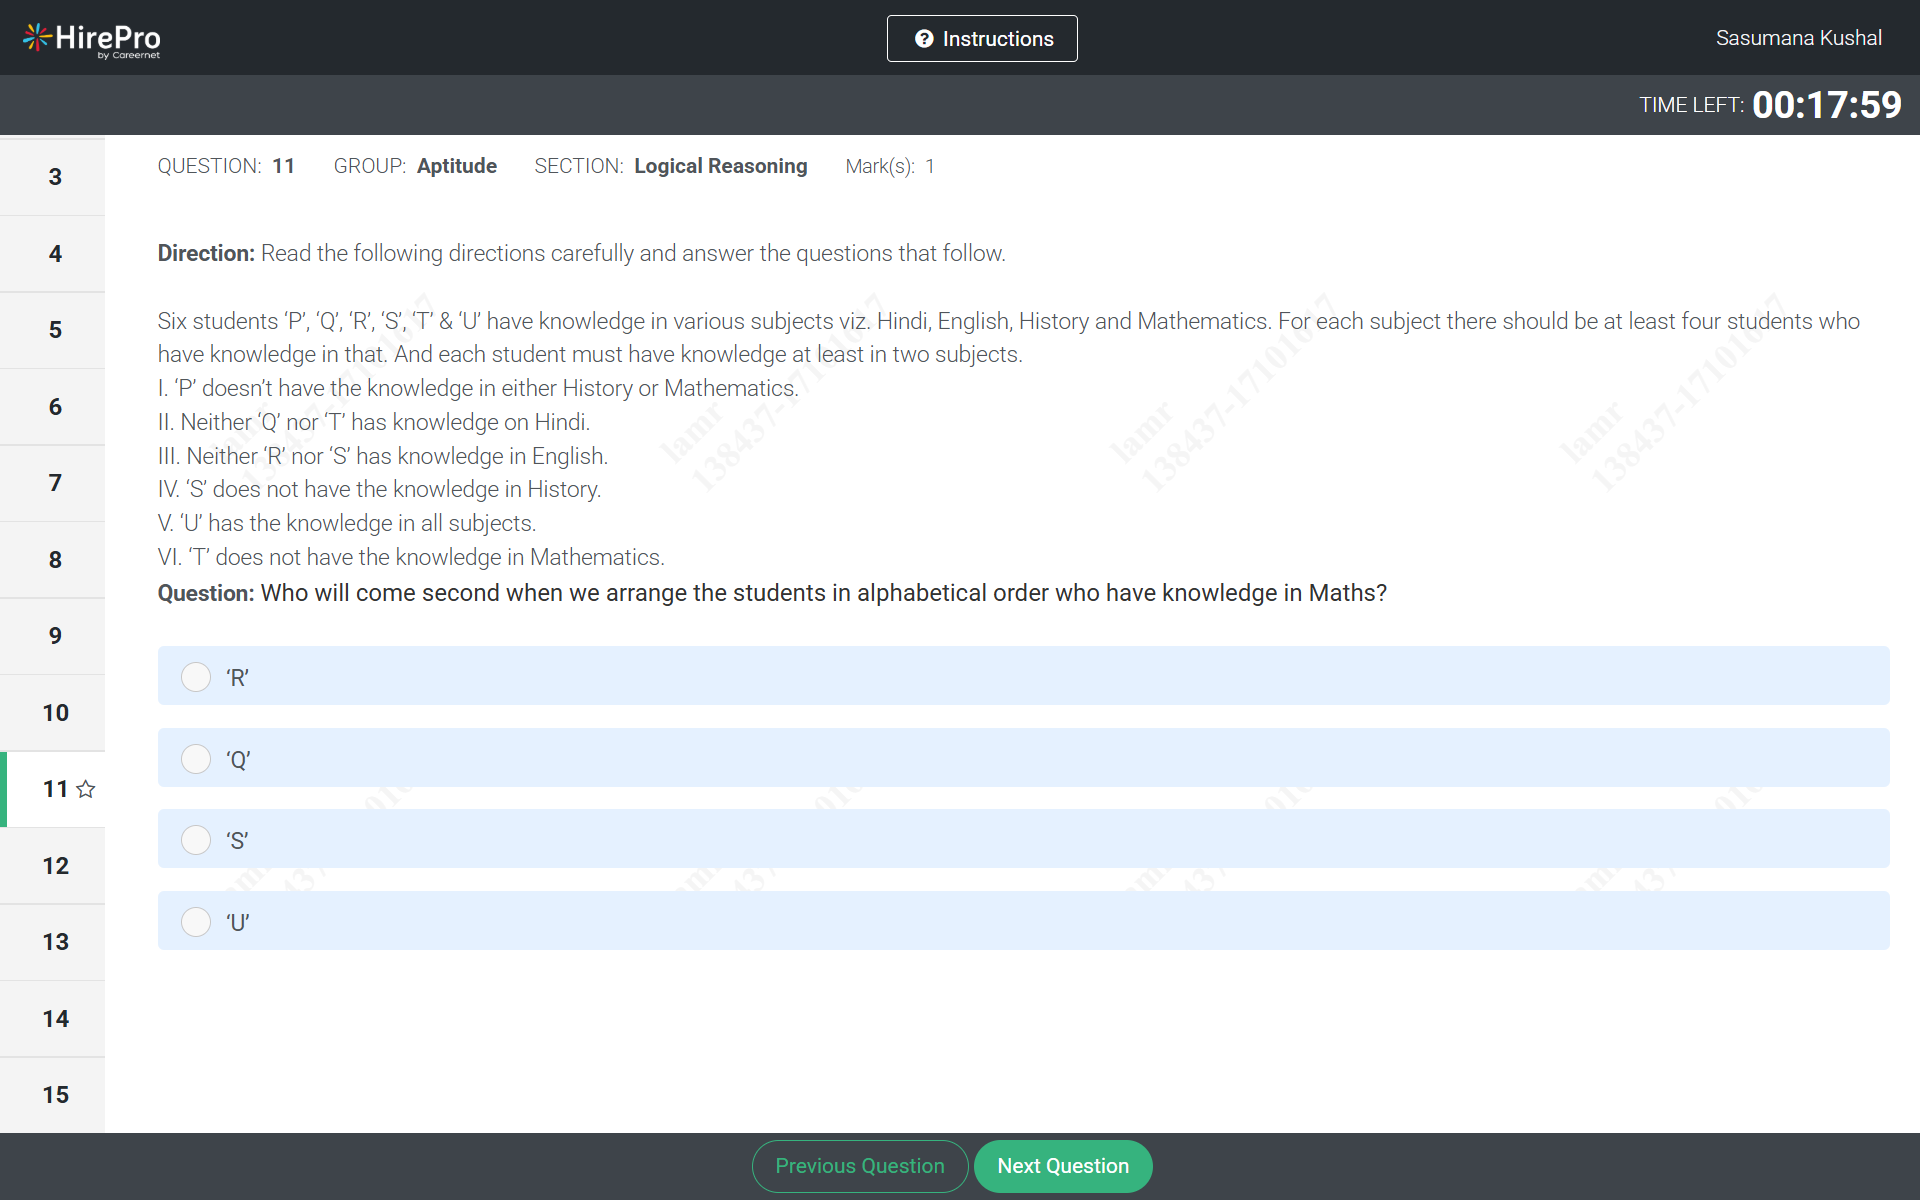 HirePro
by Careernet
Instructions
Sasumana Kushal
TIME LEFT: 00:17:59
3
4
5
6
7
8
9
10
11
12
13
14
15
QUESTION: 11 GROUP: Aptitude SECTION: Logical Reasoning Mark(s): 1
Direction: Read the following directions carefully and answer the questions that follow.
Six students ‘P’, ‘Q’, ‘R’, ‘S’, ‘T’ & ‘U’ have knowledge in various subjects viz. Hindi, English, History and Mathematics. For each subject there should be at least four students who
have knowledge in that. And each student must have knowledge at least in two subjects.
I. ‘P’ doesn’t have the knowledge in either History or Mathematics.
II. Neither ‘Q’ nor ‘T’ has knowledge on Hindi.
III. Neither ‘R’ nor ‘S’ has knowledge in English.
IV. ‘S’ does not have the knowledge in History.
V. ‘U’ has the knowledge in all subjects.
VI. ‘T’ does not have the knowledge in Mathematics.
Question: Who will come second when we arrange the students in alphabetical order who have knowledge in Maths?
‘R’
‘Q’
‘S’
‘U’
Previous Question
Next Question